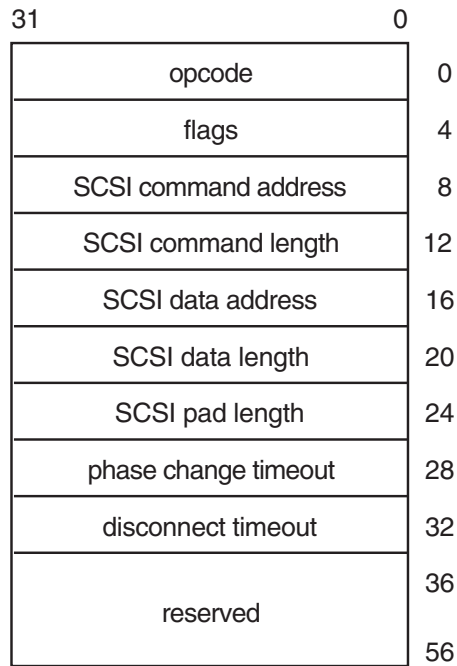 31 0
opcode 0
flags 4
SCSI command address 8
SCSI command length 12
SCSI data address 16
SCSI data length 20
SCSI pad length 24
phase change timeout 28
disconnect timeout 32
36
reserved
56